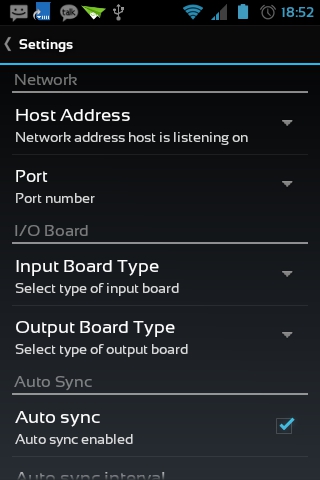 talk
18:52
Settings
Network
Host Address
Network address host is listening on
Port
Port number
I/O Board
Input Board Type
Select type of input board
Output Board Type
Select type of output board
Auto Sync
Auto sync
Auto sync enabled
Auto sync interval